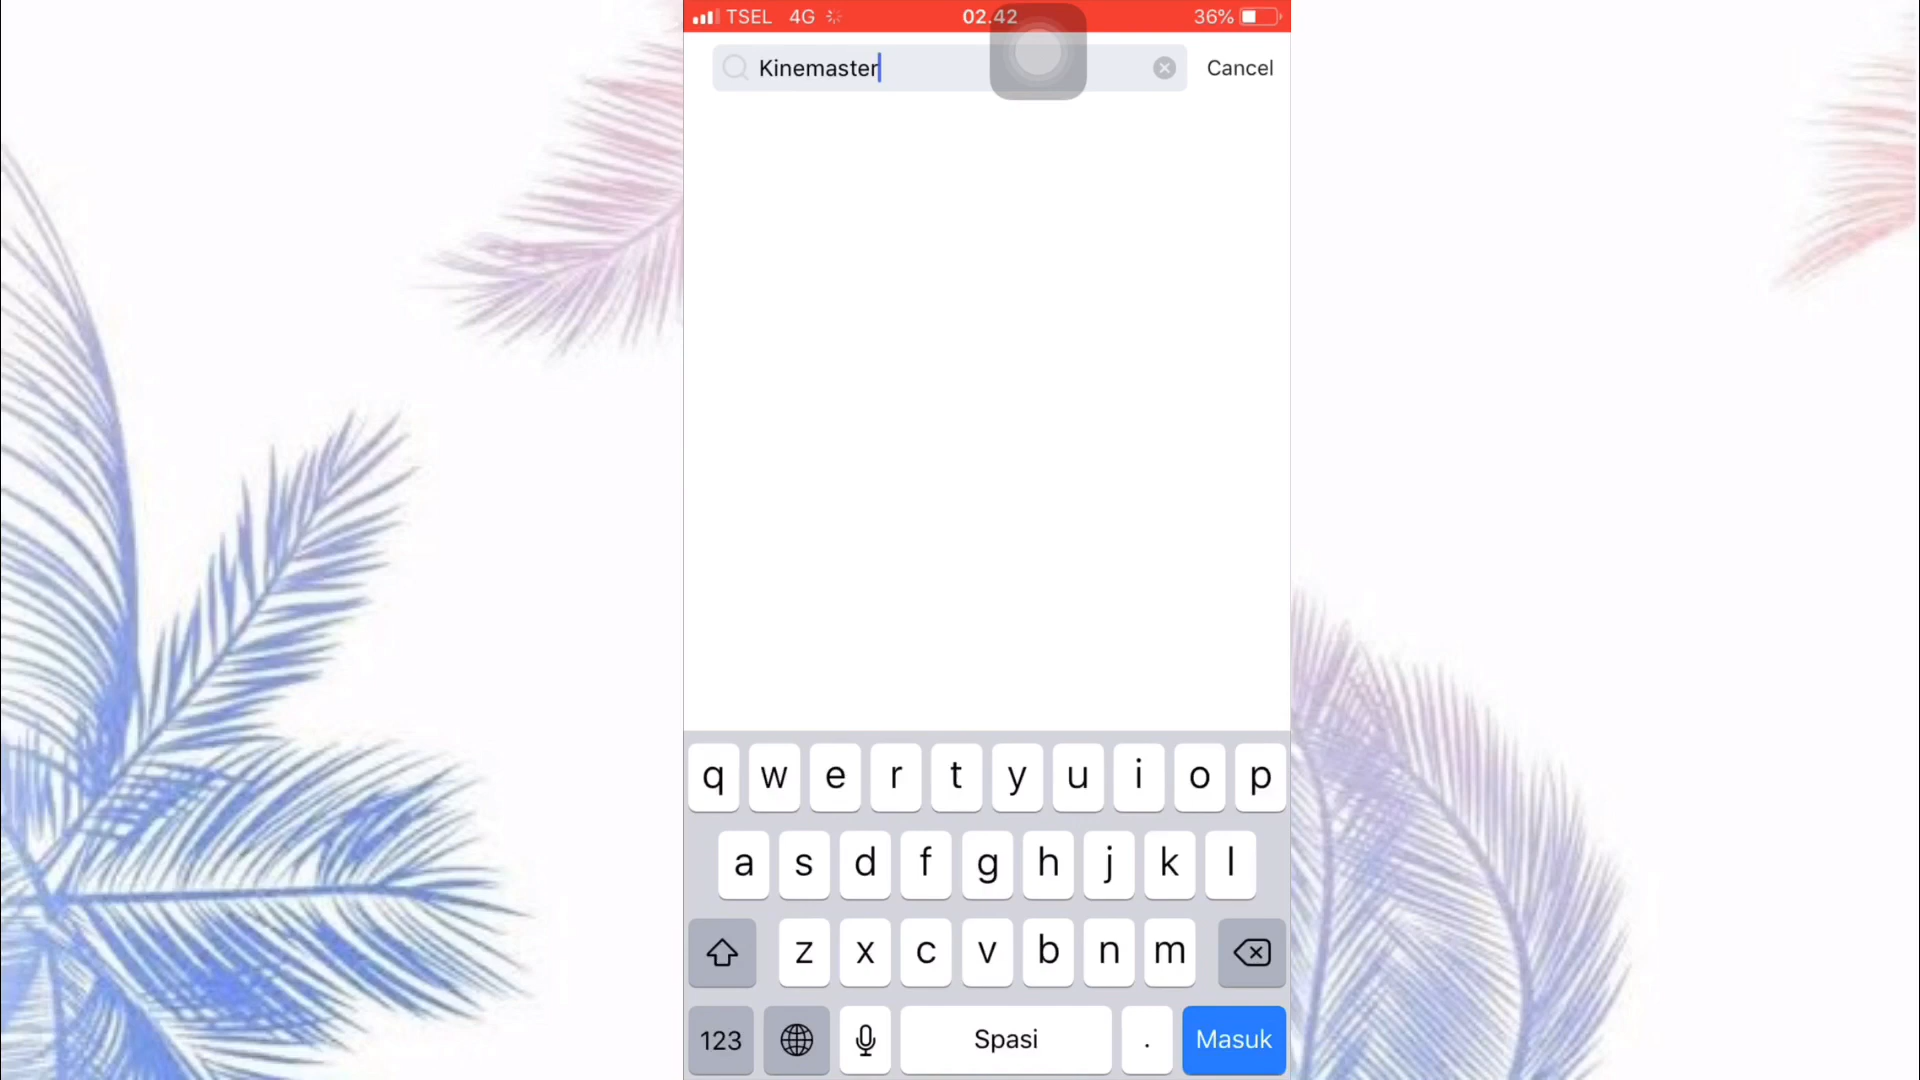 TSEL 4G 02.42 36%
Kinemaster Cancel
q w e r t y u i o p
a s d f g h j k l
z x c v b n m
123 Spasi . Masuk